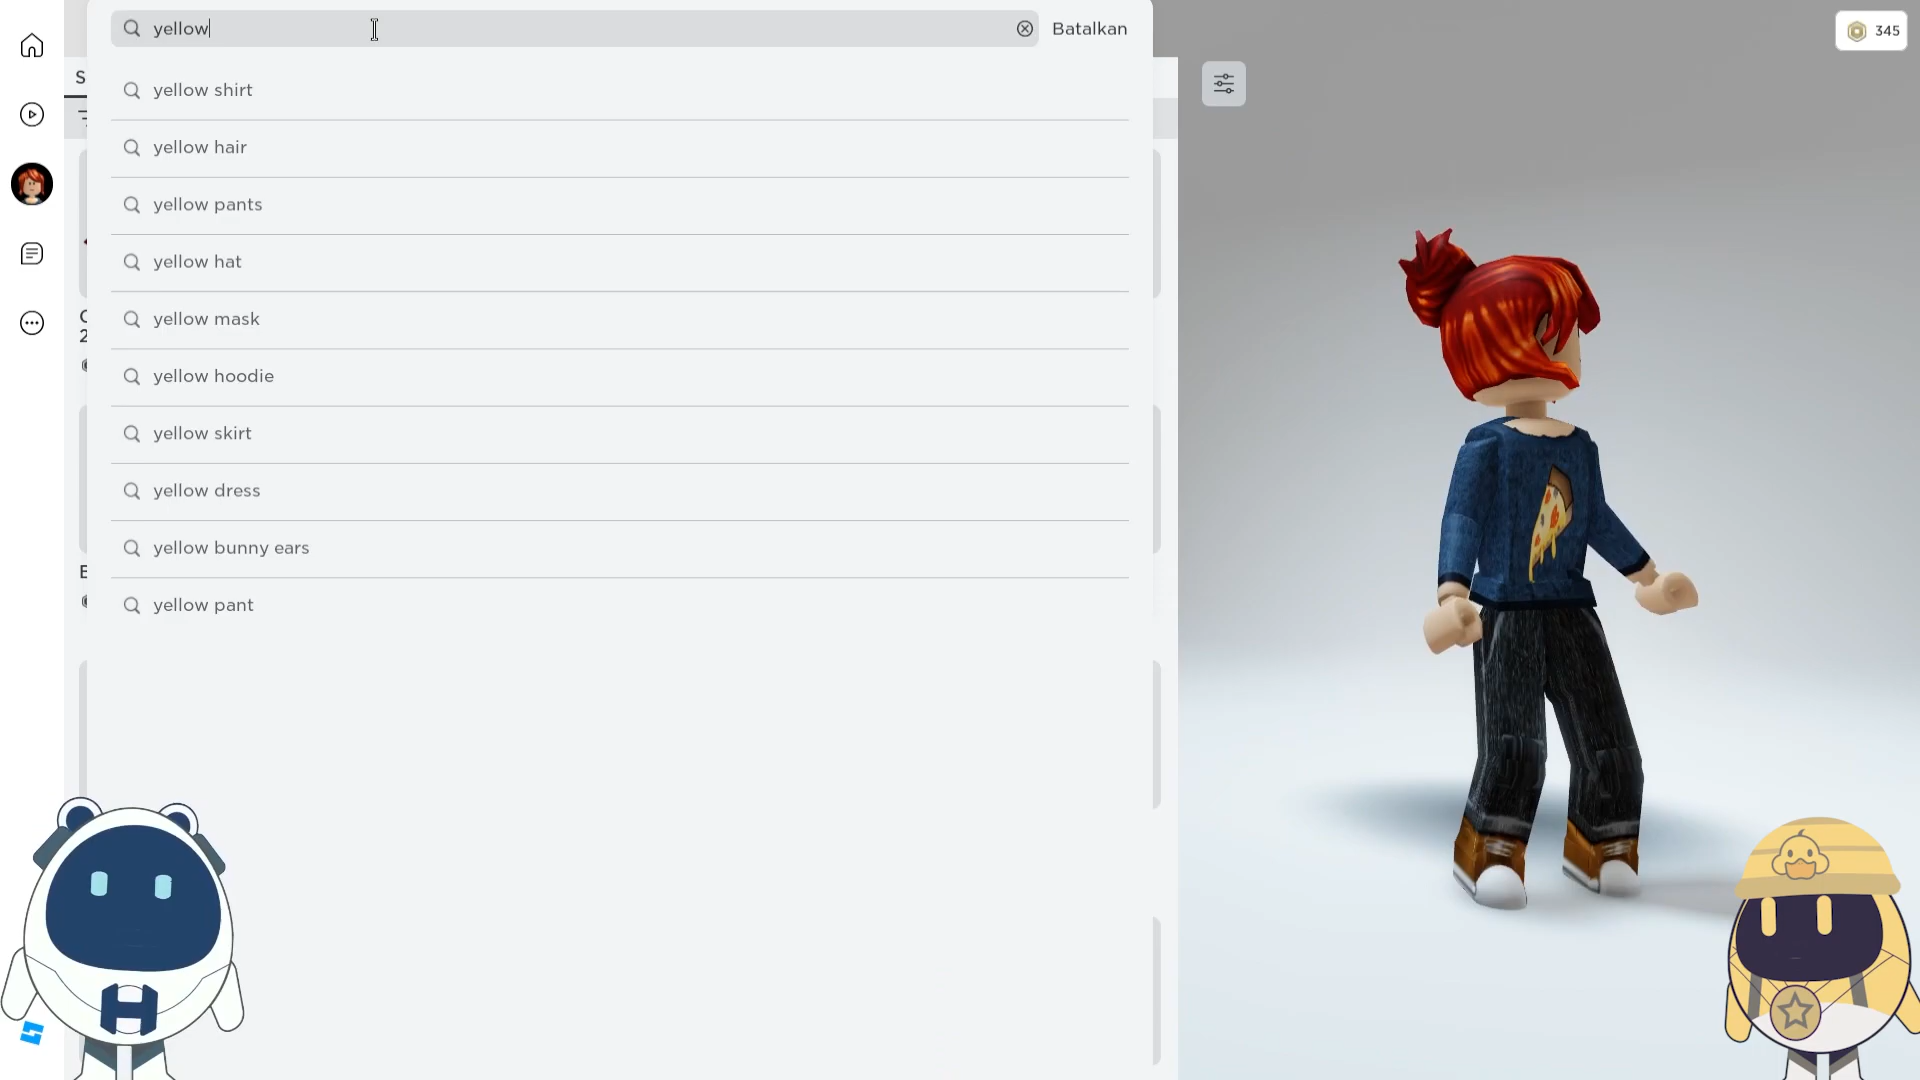 yellow
Batalkan
345
S
yellow shirt
yellow hair
yellow pants
yellow hat
yellow mask
2
yellow hoodie
yellow skirt
yellow dress
yellow bunny ears
E
yellow pant
H